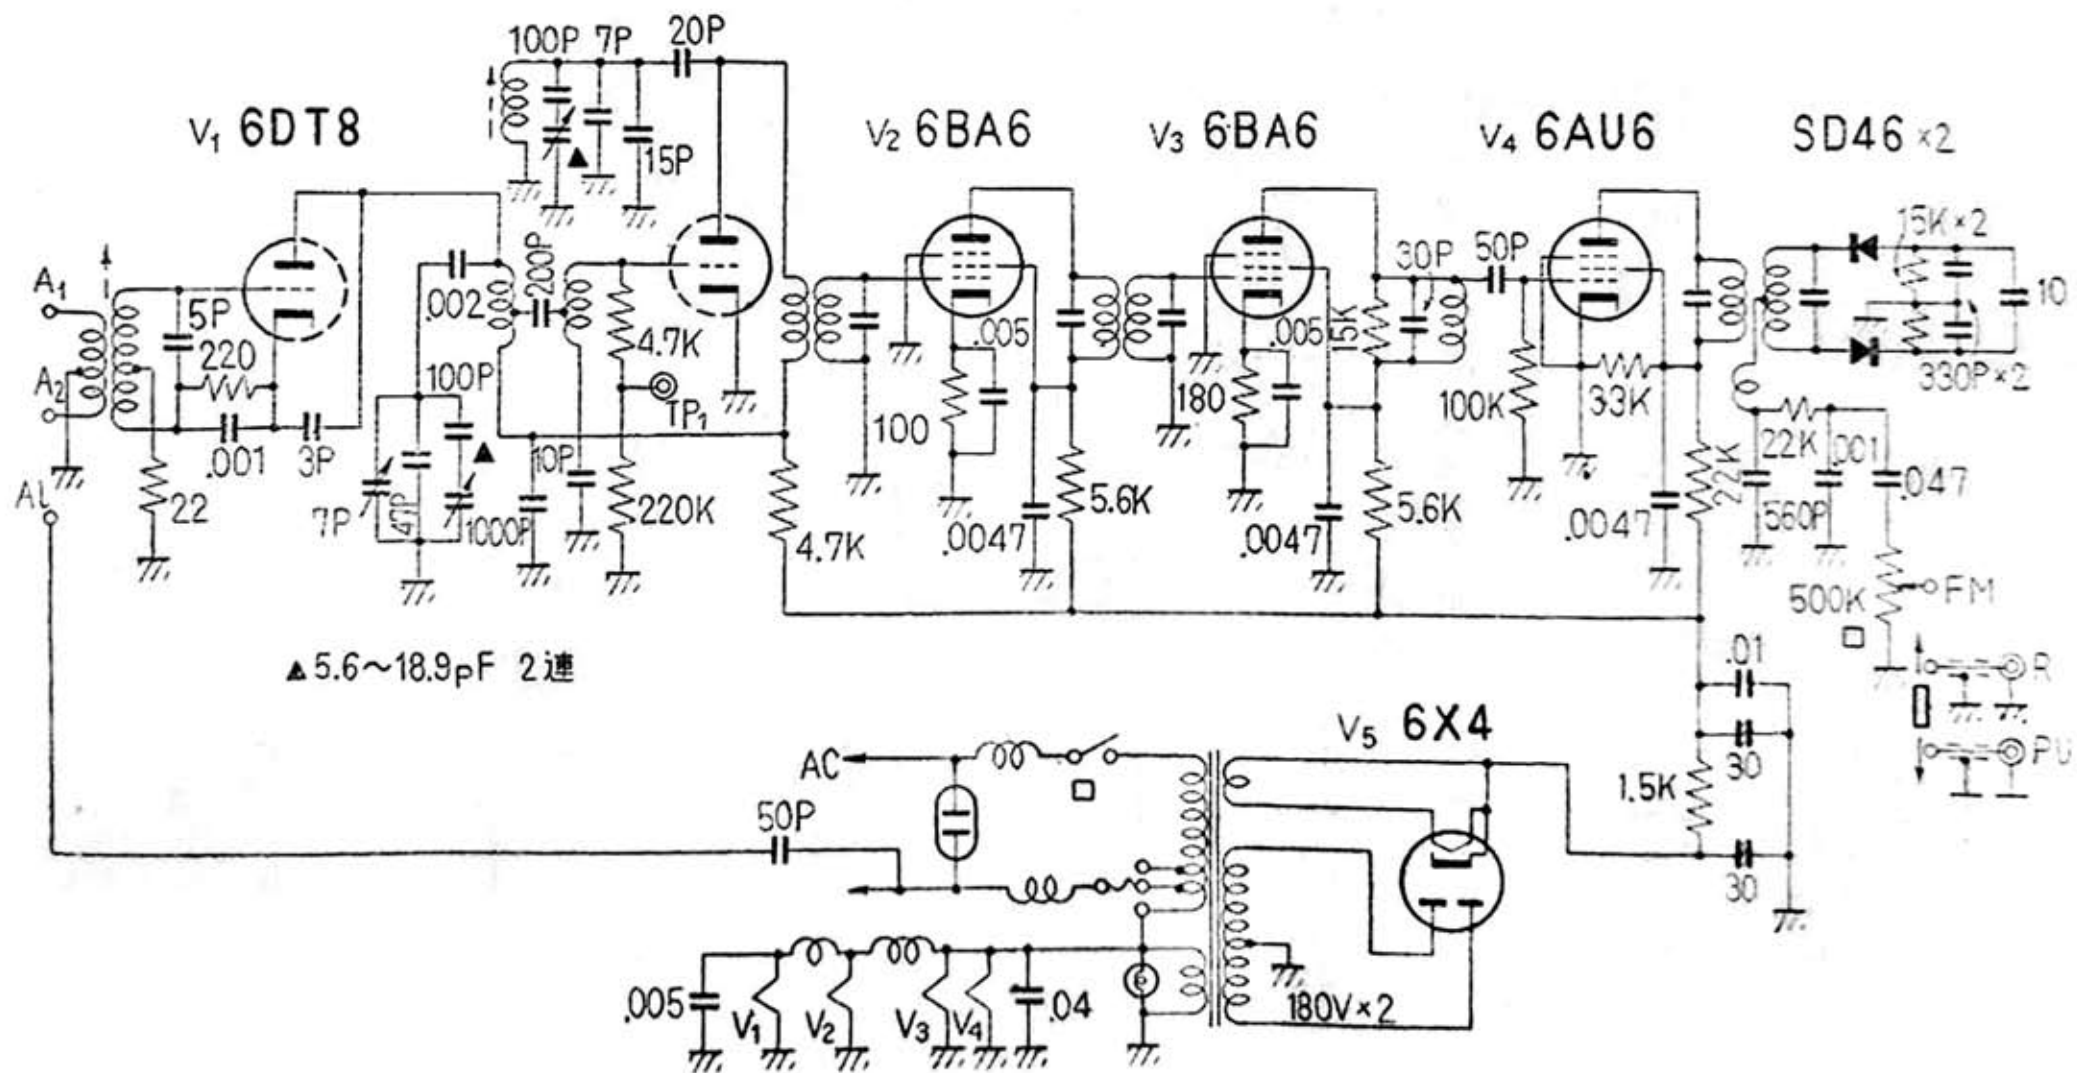 100P 7P 20P
V1 6DT8
V2 6BA6
V3 6BA6
V4 6AU6
SD46 ×2
▲
15P
15K×2
A1
5P
.002
200P
30P
50P
10
220
4.7K
.005
.005
15K
A2
100P
TP1
100
180
100K
33K
330P×2
.001
3P
▲
10P
22K
22K
.001
.047
Al
22
7P
47P
1000P
220K
4.7K
.0047
5.6K
.0047
5.6K
.0047
560P
500K
FM
□
▲ 5.6~18.9pF 2連
.01
R
V5 6X4
30
PU
AC
□
1.5K
50P
30
.005
V1
V2
V3
V4
.04
180V×2